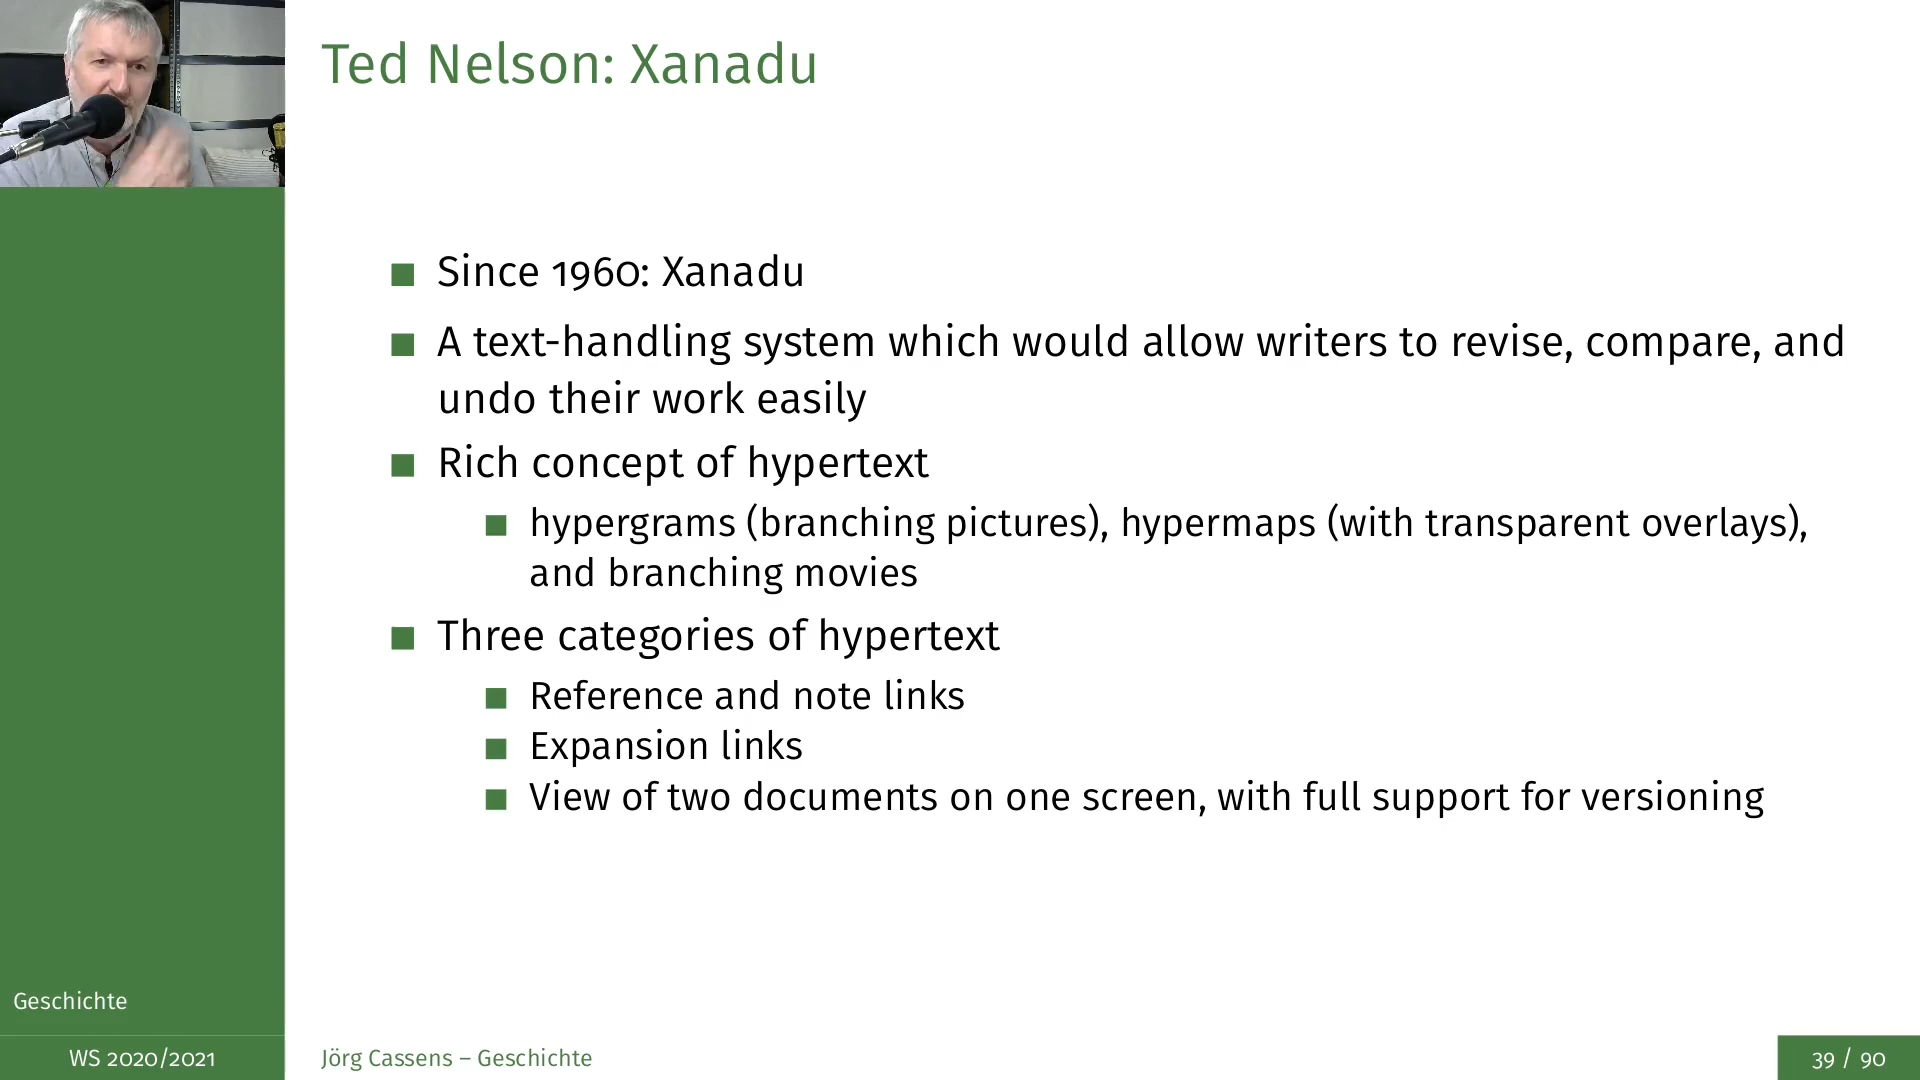 Ted Nelson: Xanadu
Since 1960: Xanadu
A text-handling system which would allow writers to revise, compare, and
undo their work easily
Rich concept of hypertext
hypergrams (branching pictures), hypermaps (with transparent overlays),
and branching movies
Three categories of hypertext
Reference and note links
Expansion links
View of two documents on one screen, with full support for versioning
Geschichte
WS 2020/2021
Jörg Cassens – Geschichte
39 / 90